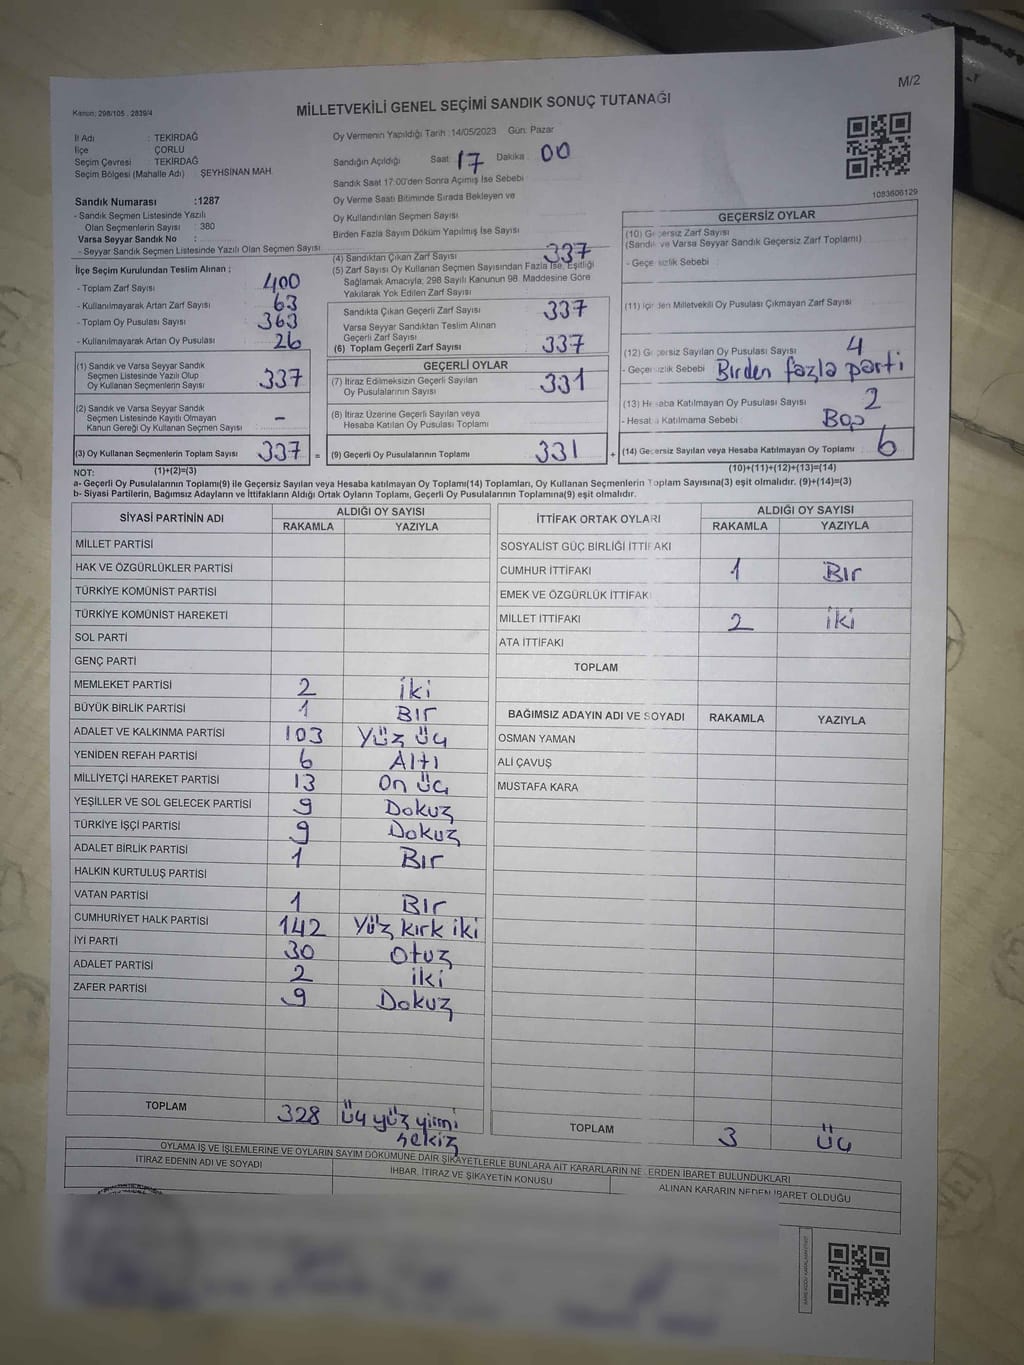 M/2
MİLLETVEKİLİ GENEL SEÇİMİ SANDIK SONUÇ TUTANAĞI
Kanun: 298/105 , 2839/4
İl Adı : TEKİRDAĞ
İlçe : ÇORLU
Seçim Çevresi : TEKİRDAĞ
Seçim Bölgesi (Mahalle Adı) ŞEYHSİNAN MAH.
Oy Vermenin Yapıldığı Tarih : 14/05/2023 Gün: Pazar
Sandığın Açıldığı Saat 17 Dakika : 00
Sandık Saat 17:00'den Sonra Açımış İse Sebebi
Oy Verme Saati Bitiminde Sırada Bekleyen ve
Oy Kullandırılan Seçmen Sayısı
Birden Fazla Sayım Döküm Yapılmış İse Sayısı
1083606129
Sandık Numarası :1287
- Sandık Seçmen Listesinde Yazılı
Olan Seçmenlerin Sayısı : 380
Varsa Seyyar Sandık No :
- Seyyar Sandık Seçmen Listesinde Yazılı Olan Seçmen Sayısı
İlçe Seçim Kurulundan Teslim Alınan ;
- Toplam Zarf Sayısı 400
- Kullanılmayarak Artan Zarf Sayısı 63
- Toplam Oy Pusulası Sayısı 363
- Kullanılmayarak Artan Oy Pusulası 26
(1) Sandık ve Varsa Seyyar Sandık
Seçmen Listesinde Yazılı Olup
Oy Kullanan Seçmenlerin Sayısı 337
(2) Sandık ve Varsa Seyyar Sandık
Seçmen Listesinde Kayıtlı Olmayan
Kanun Gereği Oy Kullanan Seçmen Sayısı : -
(3) Oy Kullanan Seçmenlerin Toplam Sayısı 337 =
(4) Sandıktan Çıkan Zarf Sayısı 337
(5) Zarf Sayısı Oy Kullanan Seçmen Sayısından Fazla İse, Eşitliği
Sağlamak Amacıyla, 298 Sayılı Kanunun 98. Maddesine Göre
Yakılarak Yok Edilen Zarf Sayısı
Sandıkta Çıkan Geçerli Zarf Sayısı 337
Varsa Seyyar Sandıktan Teslim Alınan
Geçerli Zarf Sayısı
(6) Toplam Geçerli Zarf Sayısı 337
GEÇERLİ OYLAR
(7) İtiraz Edilmeksizin Geçerli Sayılan
Oy Pusulalarının Sayısı 331
(8) İtiraz Üzerine Geçerli Sayılan veya
Hesaba Katılan Oy Pusulası Toplamı
(9) Geçerli Oy Pusulalarının Toplamı 331 +
GEÇERSİZ OYLAR
(10) Geçersiz Zarf Sayısı
(Sandık ve Varsa Seyyar Sandık Geçersiz Zarf Toplamı)
- Geçersizlik Sebebi :
(11) İçinden Milletvekili Oy Pusulası Çıkmayan Zarf Sayısı
(12) Geçersiz Sayılan Oy Pusulası Sayısı 4
- Geçersizlik Sebebi : Birden fazla parti
(13) Hesaba Katılmayan Oy Pusulası Sayısı 2
- Hesaba Katılmama Sebebi : Boş
(14) Geçersiz Sayılan veya Hesaba Katılmayan Oy Toplamı 6
NOT: (1)+(2)=(3) (10)+(11)+(12)+(13)=(14)
a- Geçerli Oy Pusulalarının Toplamı(9) ile Geçersiz Sayılan veya Hesaba katılmayan Oy Toplamı(14) Toplamları, Oy Kullanan Seçmenlerin Toplam Sayısına(3) eşit olmalıdır. (9)+(14)=(3)
b- Siyasi Partilerin, Bağımsız Adayların ve İttifakların Aldığı Ortak Oyların Toplamı, Geçerli Oy Pusulalarının Toplamına(9) eşit olmalıdır.
SİYASİ PARTİNİN ADI ALDIĞI OY SAYISI
RAKAMLA YAZIYLA
MİLLET PARTİSİ
HAK VE ÖZGÜRLÜKLER PARTİSİ
TÜRKİYE KOMÜNİST PARTİSİ
TÜRKİYE KOMÜNİST HAREKETİ
SOL PARTİ
GENÇ PARTİ
MEMLEKET PARTİSİ 2 iki
BÜYÜK BİRLİK PARTİSİ 1 Bir
ADALET VE KALKINMA PARTİSİ 103 Yüz üç
YENİDEN REFAH PARTİSİ 6 Altı
MİLLİYETÇİ HAREKET PARTİSİ 13 On üç
YEŞİLLER VE SOL GELECEK PARTİSİ 9 Dokuz
TÜRKİYE İŞÇİ PARTİSİ 9 Dokuz
ADALET BİRLİK PARTİSİ 1 Bir
HALKIN KURTULUŞ PARTİSİ
VATAN PARTİSİ 1 Bir
CUMHURİYET HALK PARTİSİ 142 Yüz kırk iki
İYİ PARTİ 30 Otuz
ADALET PARTİSİ 2 iki
ZAFER PARTİSİ 9 Dokuz
TOPLAM 328 üç yüz yirmi
sekiz
İTTİFAK ORTAK OYLARI ALDIĞI OY SAYISI
RAKAMLA YAZIYLA
SOSYALİST GÜÇ BİRLİĞİ İTTİFAKI
CUMHUR İTTİFAKI 1 Bir
EMEK VE ÖZGÜRLÜK İTTİFAKI
MİLLET İTTİFAKI 2 iki
ATA İTTİFAKI
TOPLAM
BAĞIMSIZ ADAYIN ADI VE SOYADI RAKAMLA YAZIYLA
OSMAN YAMAN
ALİ ÇAVUŞ
MUSTAFA KARA
TOPLAM 3 üç
OYLAMA İŞ VE İŞLEMLERİNE VE OYLARIN SAYIM DÖKÜMÜNE DAİR ŞİKAYETLERLE BUNLARA AİT KARARLARIN NELERDEN İBARET BULUNDUKLARI
İTİRAZ EDENİN ADI VE SOYADI
İHBAR, İTİRAZ VE ŞİKAYETİN KONUSU
ALINAN KARARIN NEDEN İBARET OLDUĞU